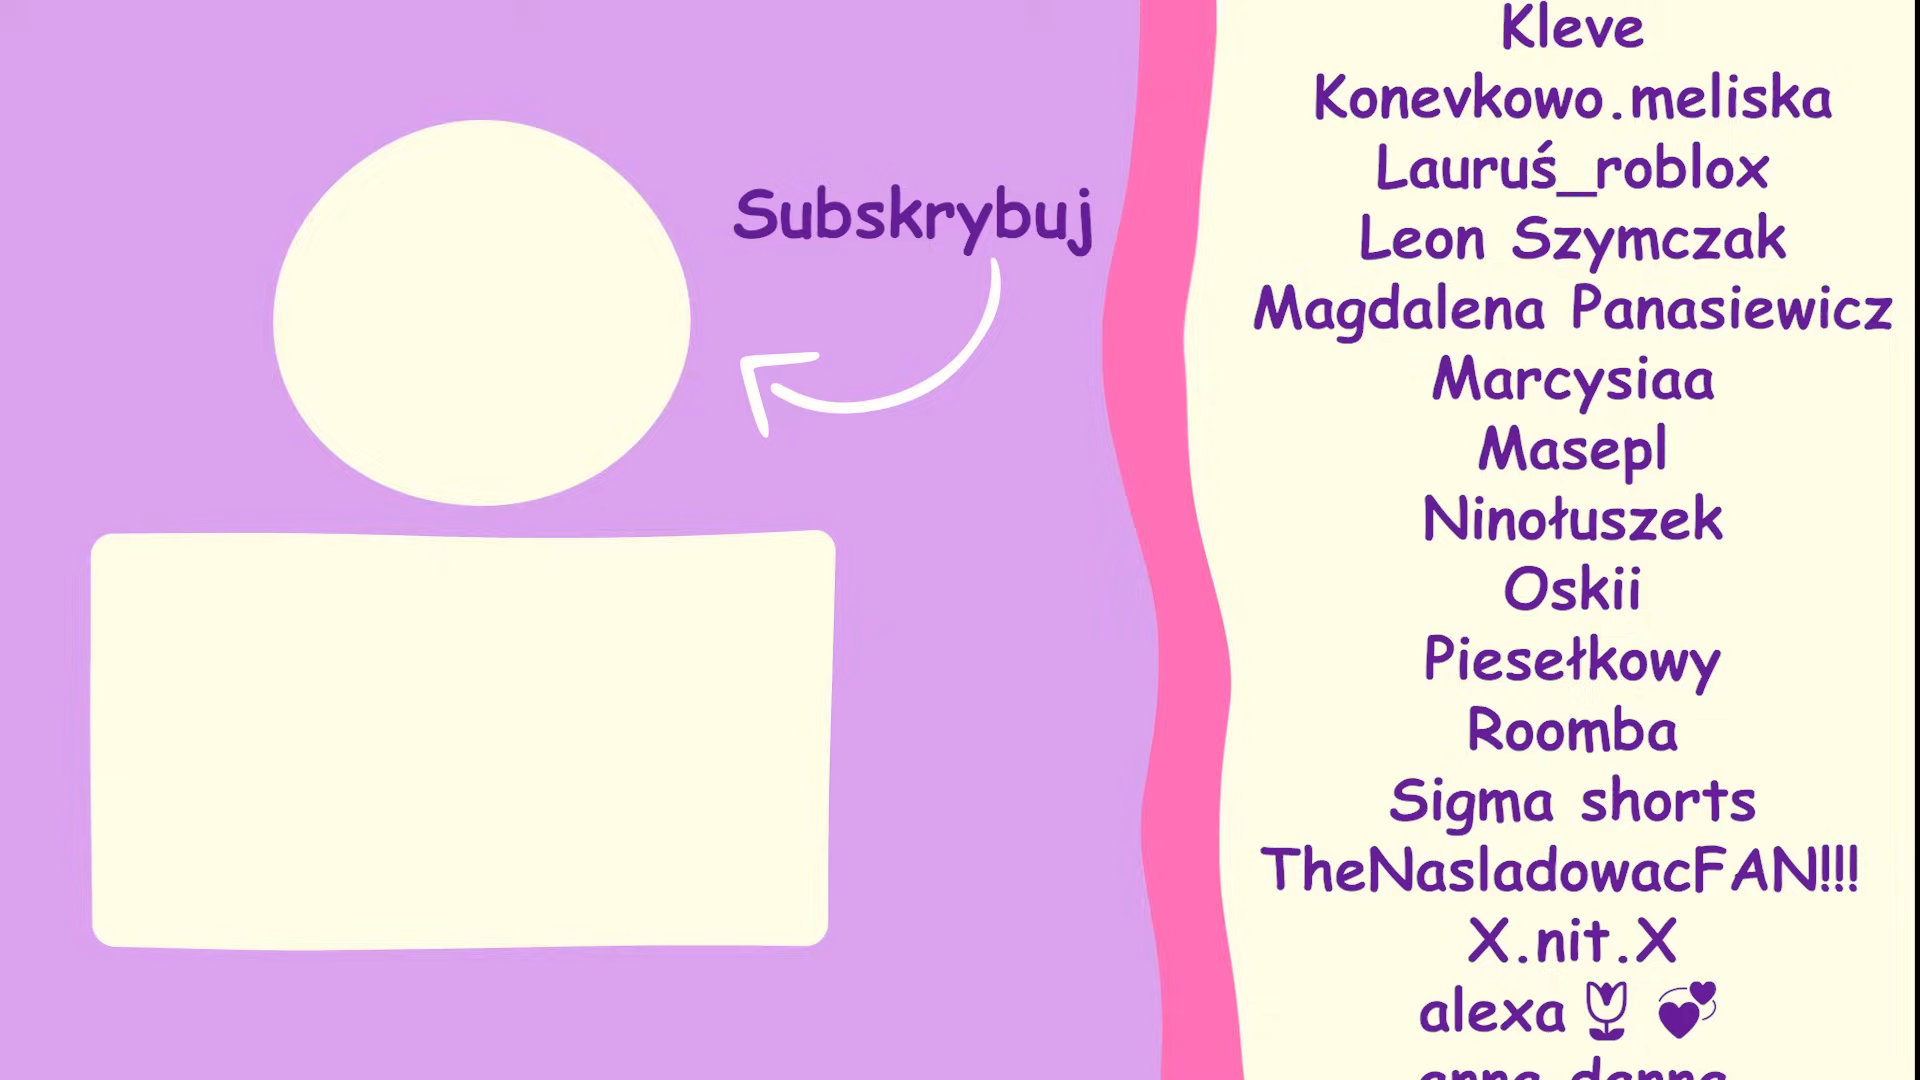 Subskrybuj
Kleve
Konevkowo.meliska
Lauruś_roblox
Leon Szymczak
Magdalena Panasiewicz
Marcysiaa
Masepl
Ninołuszek
Oskii
Piesełkowy
Roomba
Sigma shorts
TheNasladowacFAN!!!
X.nit.X
alexa🌷💞